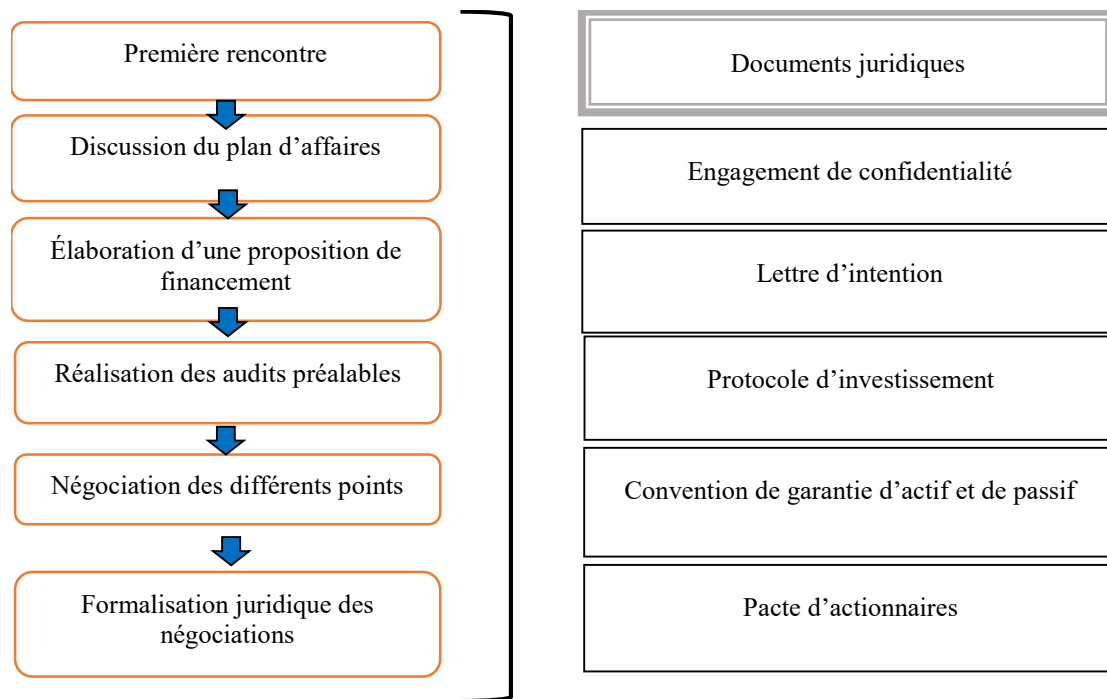 Première rencontre
Discussion du plan d’affaires
Élaboration d’une proposition de
financement
Réalisation des audits préalables
Négociation des différents points
Formalisation juridique des
négociations
Documents juridiques
Engagement de confidentialité
Lettre d’intention
Protocole d’investissement
Convention de garantie d’actif et de passif
Pacte d’actionnaires